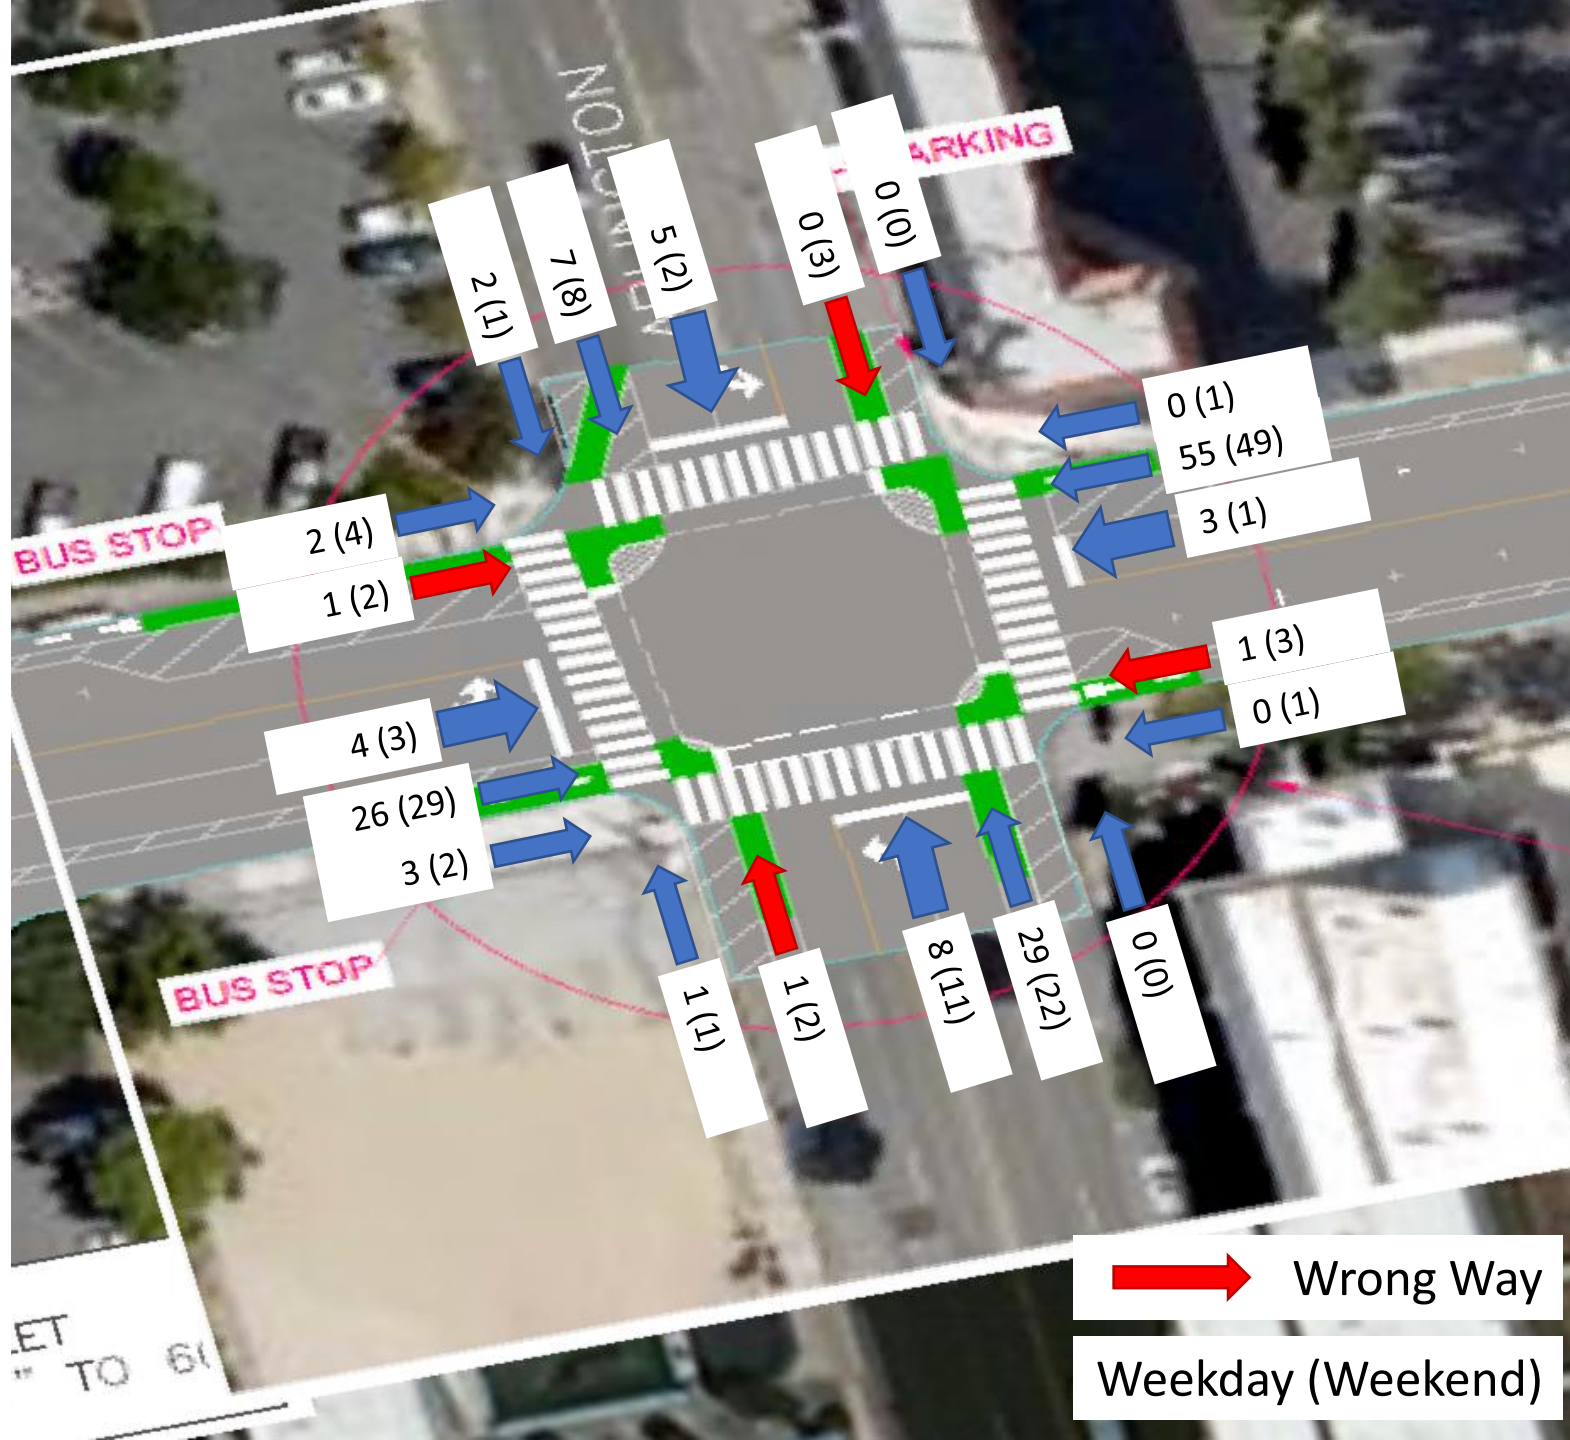 ARKING
0 (0)
0 (3)
5 (2)
7 (8)
2 (1)
0 (1)
55 (49)
3 (1)
BUS STOP
2 (4)
1 (2)
1 (3)
0 (1)
4 (3)
26 (29)
3 (2)
BUS STOP
1 (1)
1 (2)
8 (11)
29 (22)
0 (0)
Wrong Way
Weekday (Weekend)
LET
" TO 6(